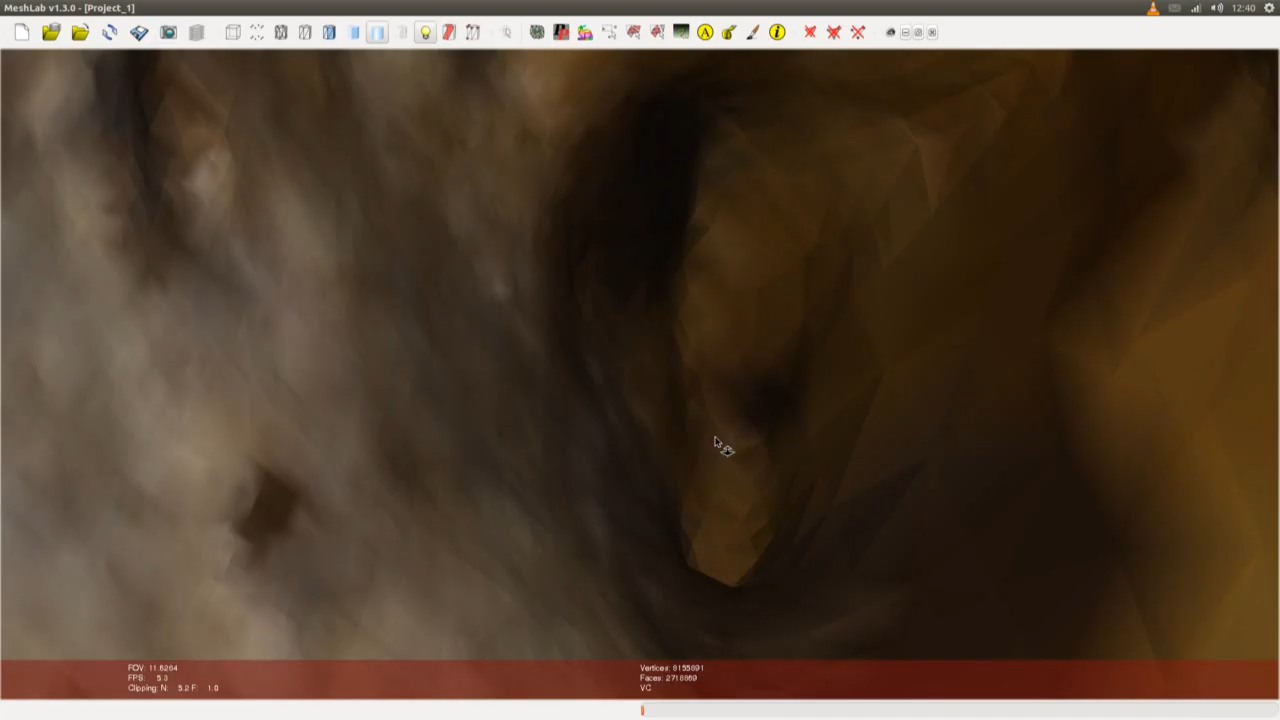 MeshLab v1.3.0 - [Project_1]
12:40
A
i
FOV: 11.6264
FPS: 5.3
Clipping: N: 5.2 F: 1.0
Vertices: 8155891
Faces: 2718869
VC